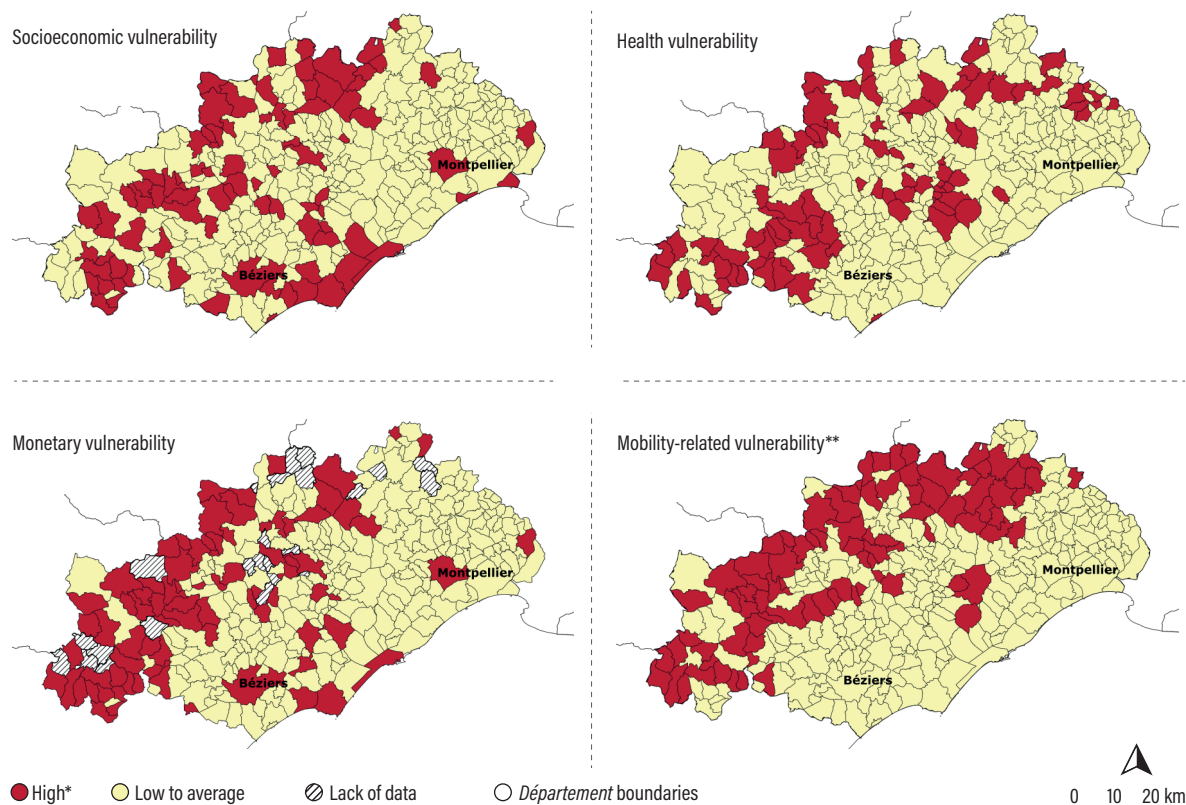 Socioeconomic vulnerability
Montpellier
Béziers
Health vulnerability
Montpellier
Béziers
Monetary vulnerability
Montpellier
Béziers
Mobility-related vulnerability**
Montpellier
Béziers
High*
Low to average
Lack of data
Département boundaries
0 10 20 km